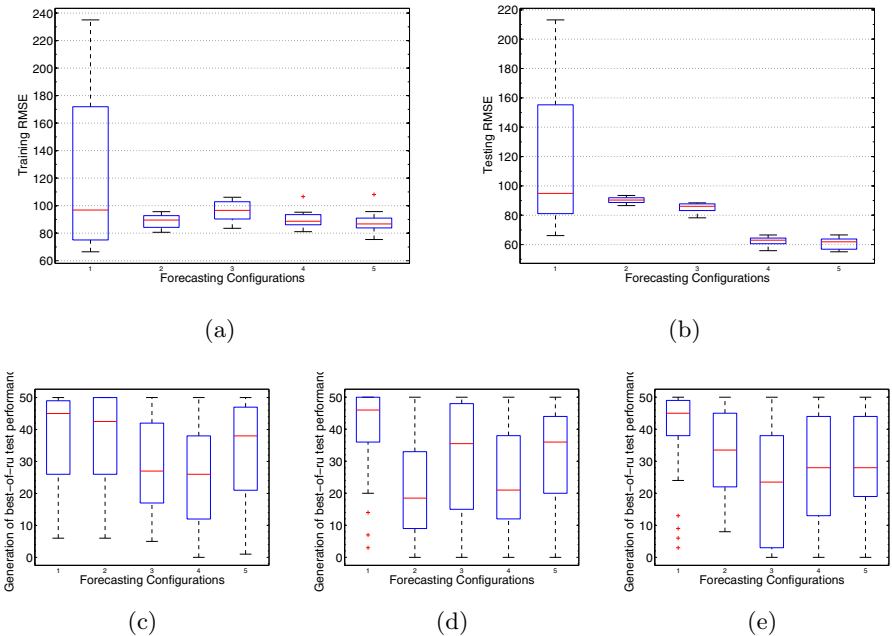 240
220
200
180
160
140
120
100
80
60
Training RMSE
1 2 3 4 5
Forecasting Configurations
(a)
220
200
180
160
140
120
100
80
60
Testing RMSE
1 2 3 4 5
Forecasting Configurations
(b)
Generation of best-of-ru test performanc
50
40
30
20
10
0
1 2 3 4 5
Forecasting Configurations
(c)
Generation of best-of-ru test performanc
50
40
30
20
10
0
1 2 3 4 5
Forecasting Configurations
(d)
Generation of best-of-ru test performanc
50
40
30
20
10
0
1 2 3 4 5
Forecasting Configurations
(e)